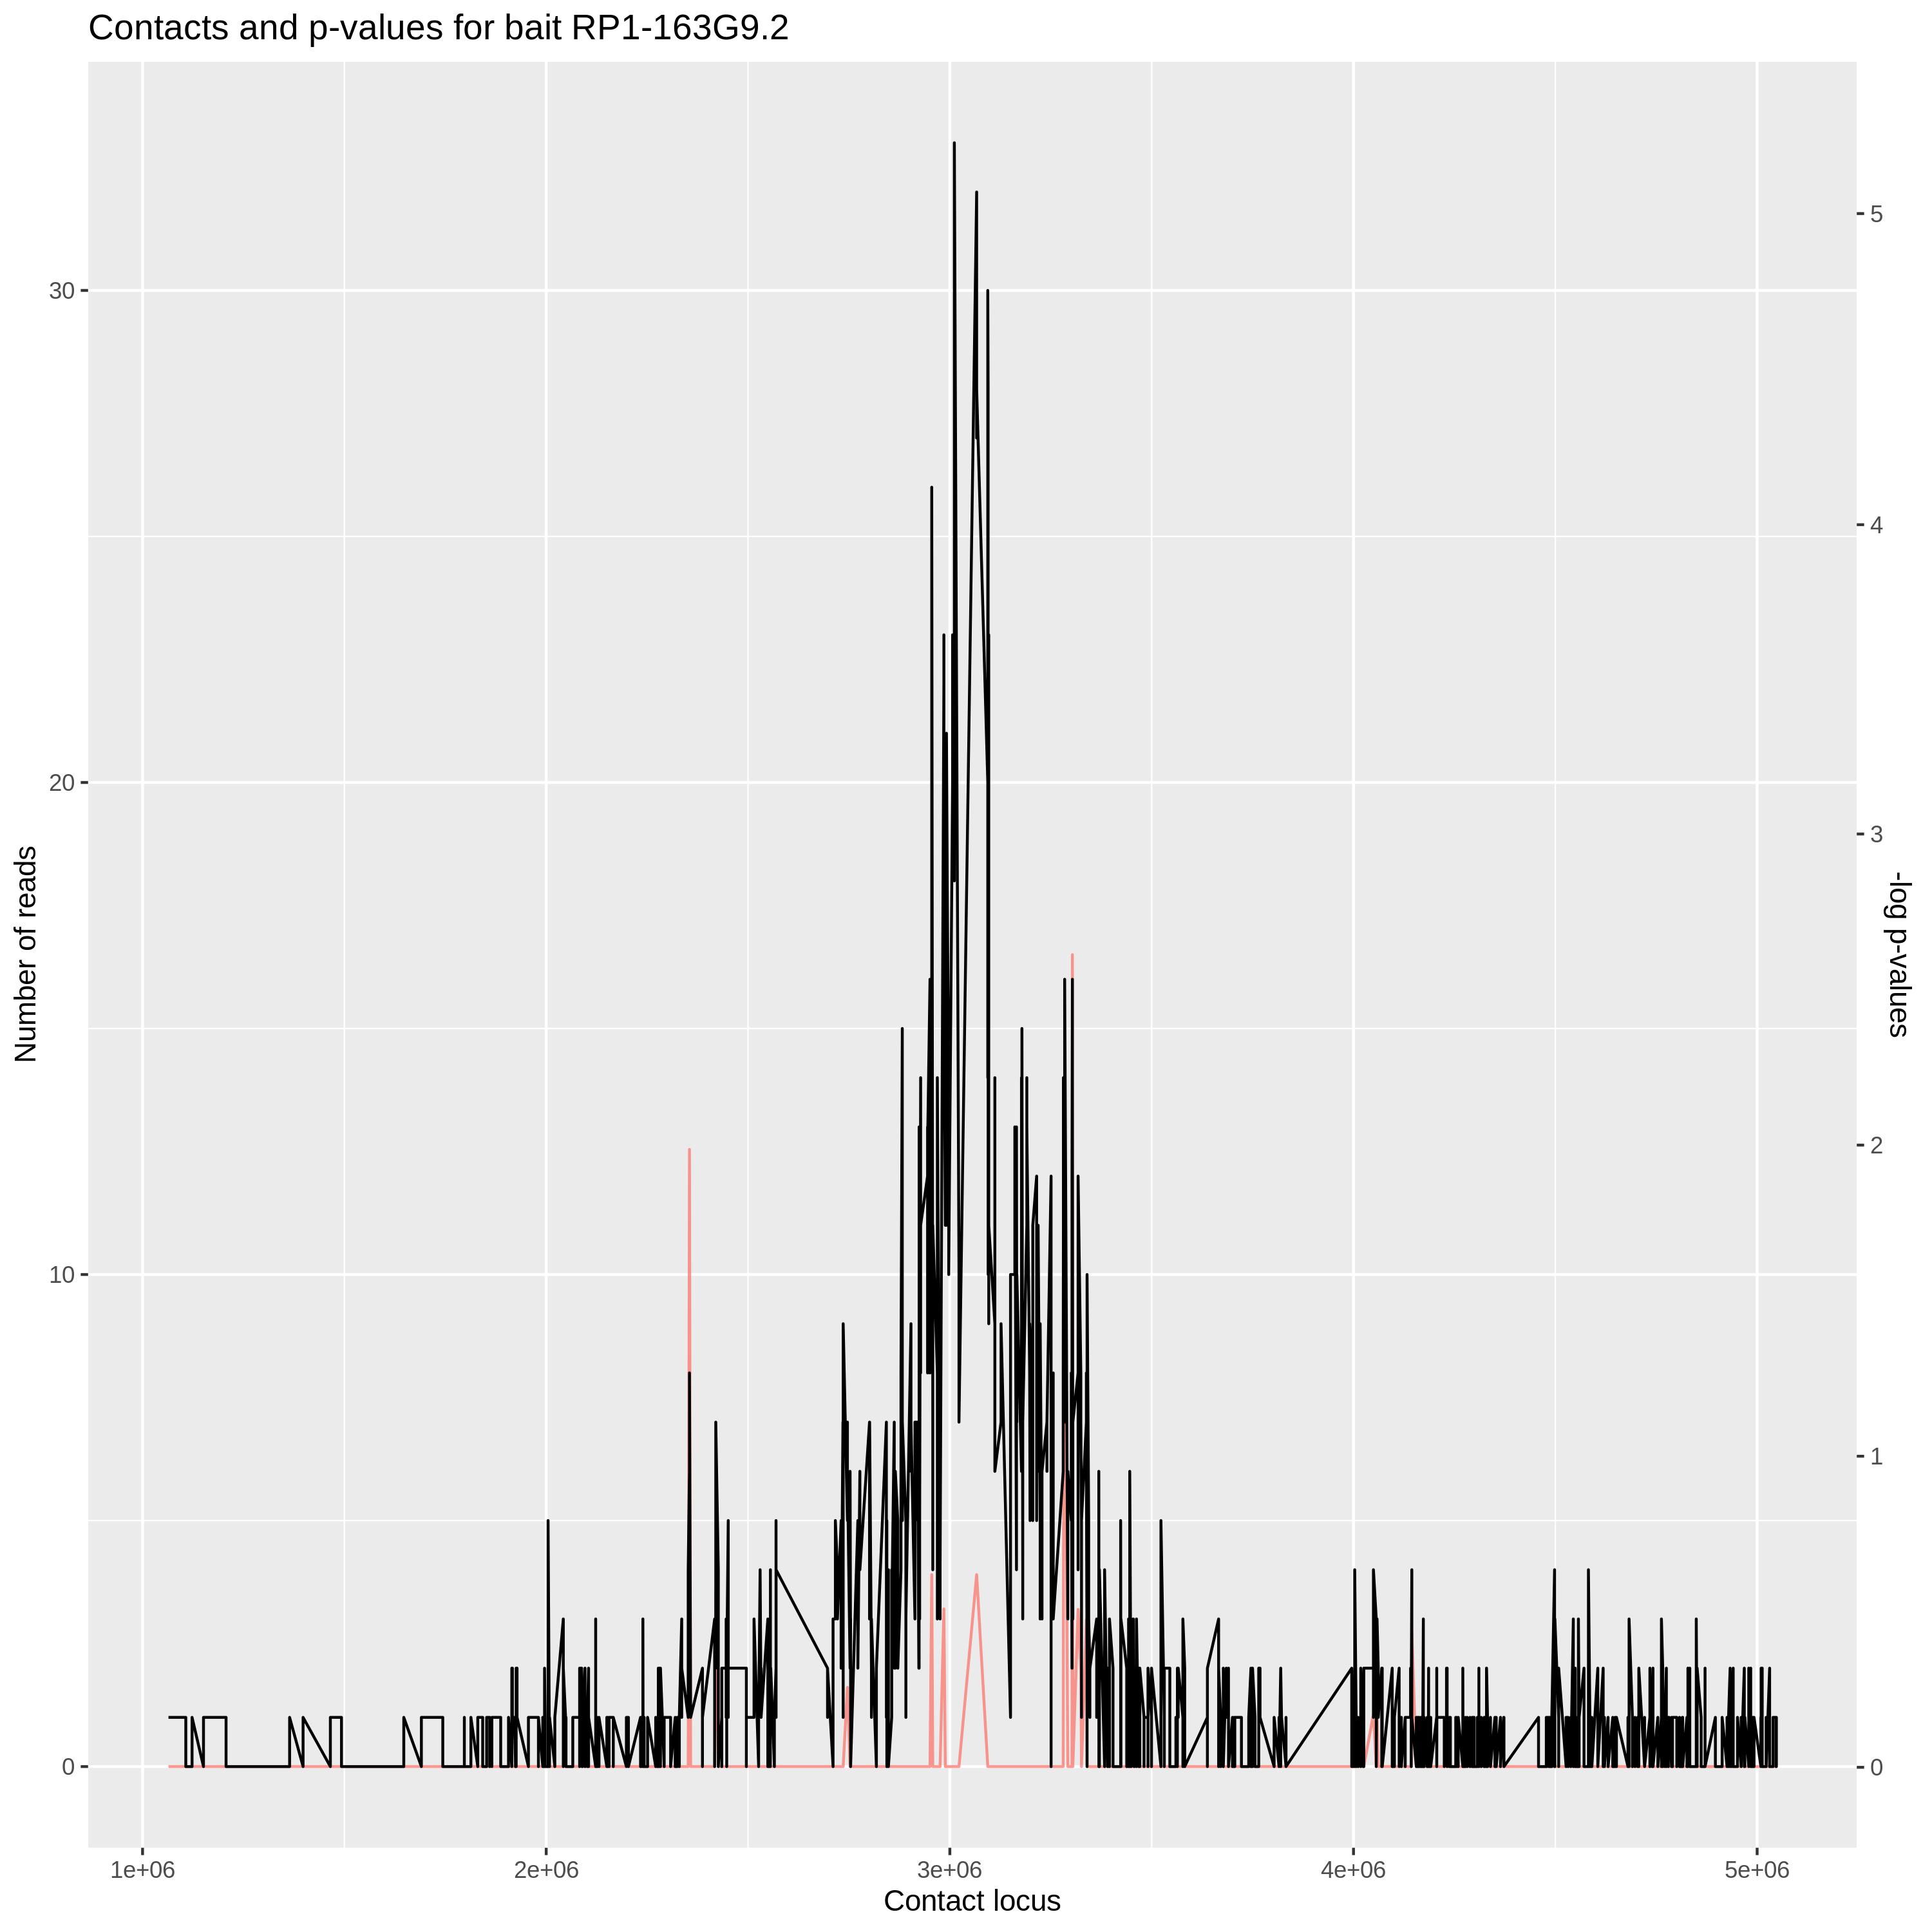 Contacts and p-values for bait RP1-163G9.2
30
20
10
0
Number of reads
5
4
3
2
1
0
-log p-values
1e+06 2e+06 3e+06 4e+06 5e+06
Contact locus